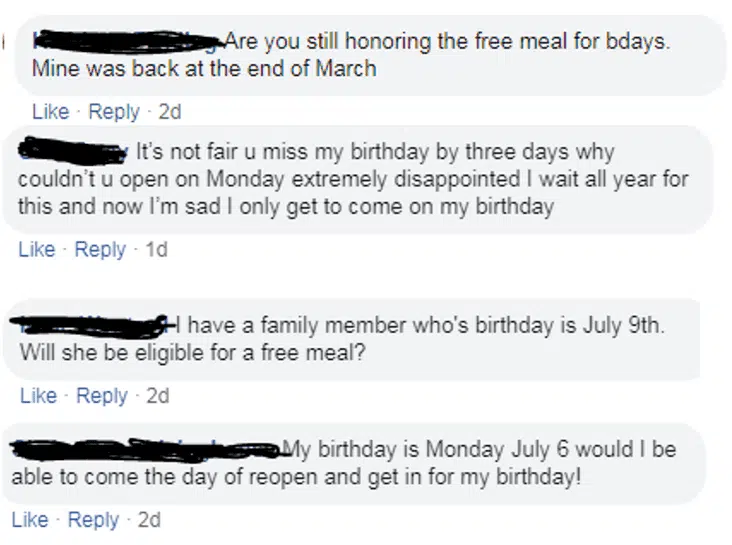 Are you still honoring the free meal for bdays.
Mine was back at the end of March
Like · Reply · 2d
It's not fair u miss my birthday by three days why
couldn't u open on Monday extremely disappointed I wait all year for
this and now I'm sad I only get to come on my birthday
Like · Reply · 1d
I have a family member who's birthday is July 9th.
Will she be eligible for a free meal?
Like · Reply · 2d
My birthday is Monday July 6 would I be
able to come the day of reopen and get in for my birthday!
Like · Reply · 2d